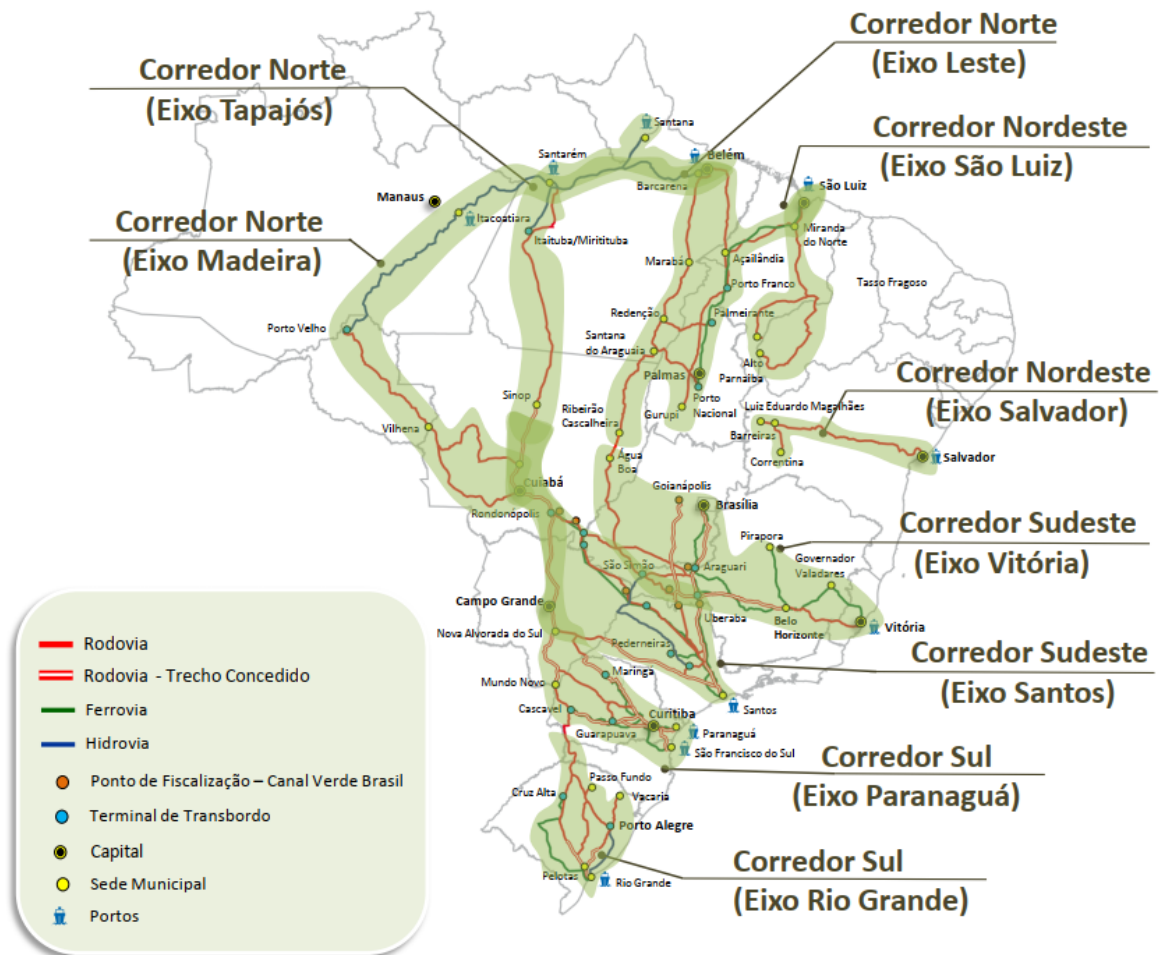 Corredor Norte
(Eixo Leste)
Corredor Norte
(Eixo Tapajós)
Corredor Nordeste
(Eixo São Luiz)
Corredor Norte
(Eixo Madeira)
Santana
Santarém
Belém
Barcarena
São Luiz
Manaus
Itacoatiara
Miranda
do Norte
Itaituba/Miritituba
Açailândia
Marabá
Porto Franco
Tasso Fragoso
Redenção
Palmeirante
Porto Velho
Santana
do Araguaia
Alto
Parnaíba
Palmas
Porto
Nacional
Gurupi
Corredor Nordeste
(Eixo Salvador)
Sinop
Ribeirão
Cascalheira
Luiz Eduardo Magalhães
Barreiras
Correntina
Salvador
Vilhena
Água
Boa
Cuiabá
Goianápolis
Brasília
Rondonópolis
Pirapora
Corredor Sudeste
(Eixo Vitória)
Governador
Valadares
São Simão
Araguari
Campo Grande
Uberaba
Belo
Horizonte
Vitória
Nova Alvorada do Sul
Pederneiras
Corredor Sudeste
(Eixo Santos)
Maringá
Mundo Novo
Santos
Cascavel
Curitiba
Guarapuava
Paranaguá
São Francisco do Sul
Corredor Sul
(Eixo Paranaguá)
Passo Fundo
Cruz Alta
Vacaria
Porto Alegre
Pelotas
Rio Grande
Corredor Sul
(Eixo Rio Grande)
Rodovia
Rodovia - Trecho Concedido
Ferrovia
Hidrovia
Ponto de Fiscalização – Canal Verde Brasil
Terminal de Transbordo
Capital
Sede Municipal
Portos